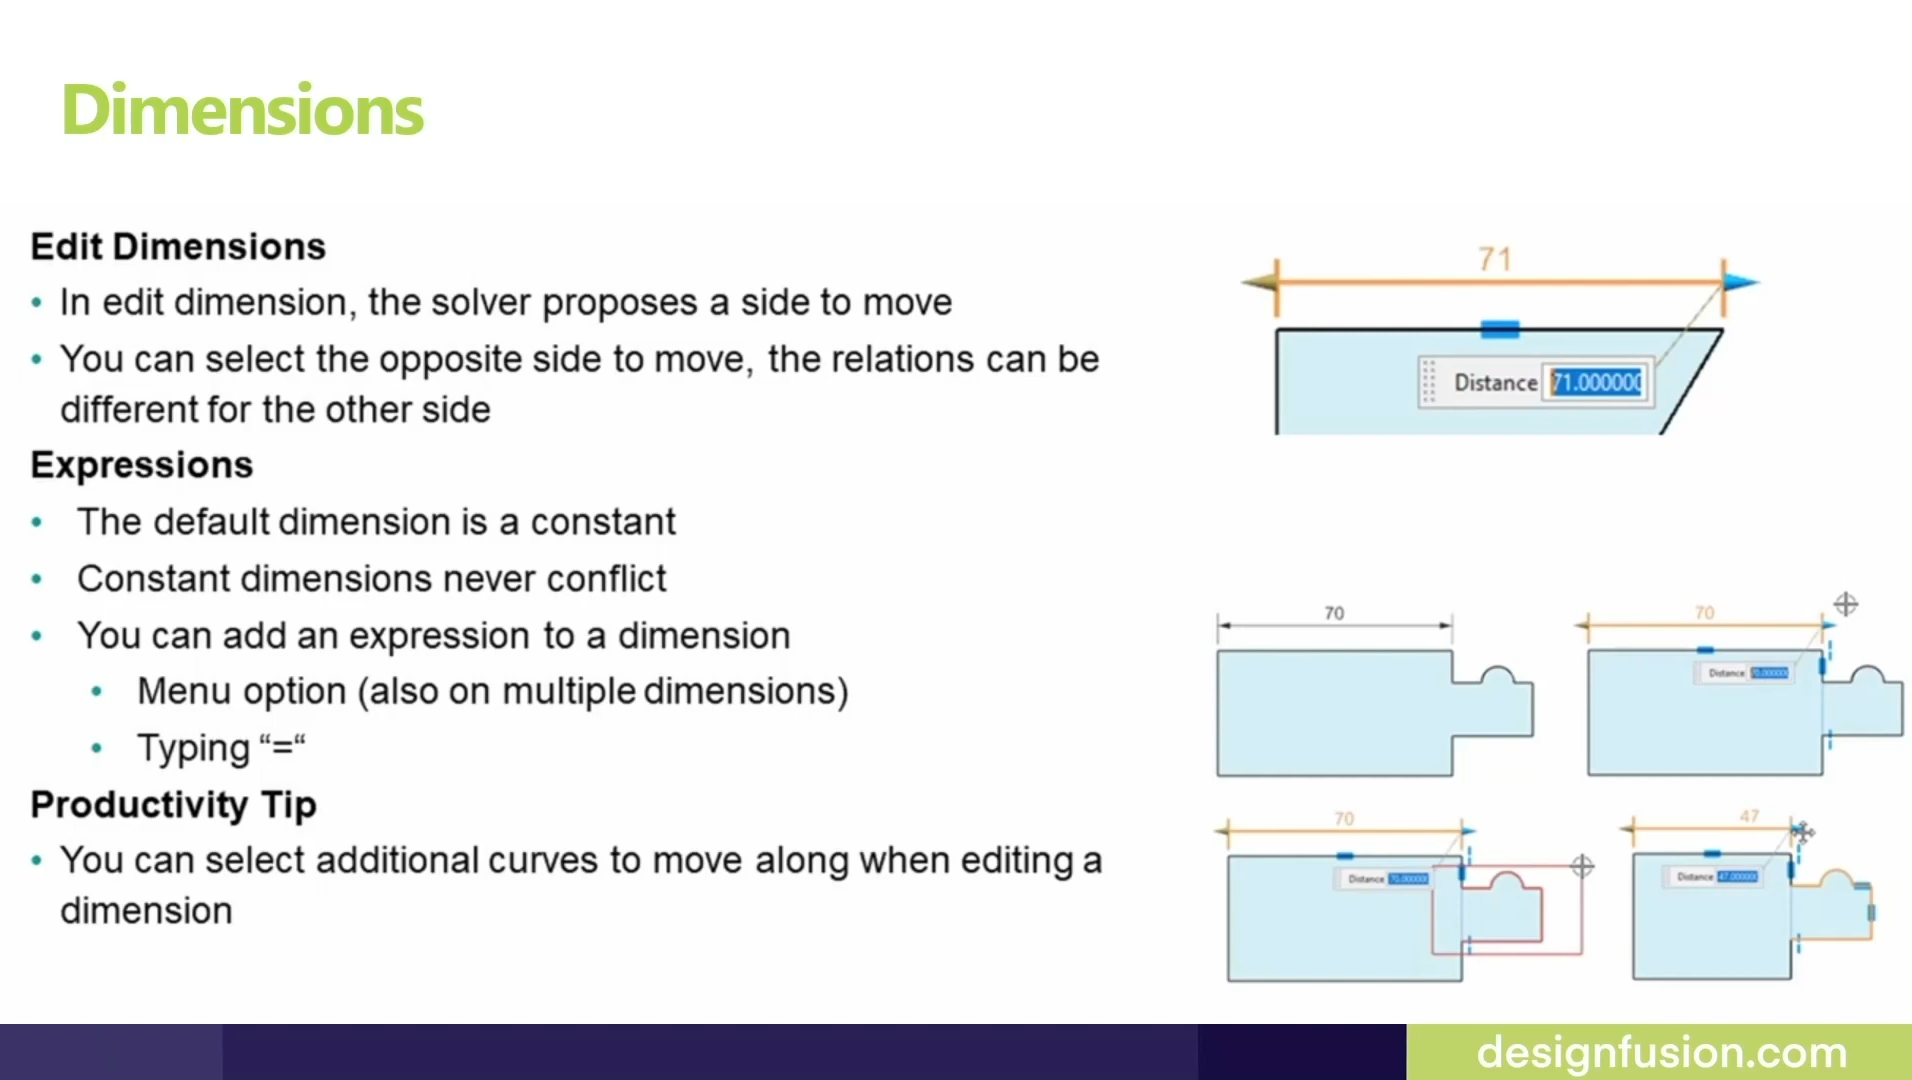 Dimensions
Edit Dimensions
• In edit dimension, the solver proposes a side to move
• You can select the opposite side to move, the relations can be
different for the other side
Expressions
• The default dimension is a constant
• Constant dimensions never conflict
• You can add an expression to a dimension
• Menu option (also on multiple dimensions)
• Typing “=“
Productivity Tip
• You can select additional curves to move along when editing a
dimension
71
Distance 71.000000
70
70
Distance
70
Distance 70.00000
47
Distance 47.00000
designfusion.com